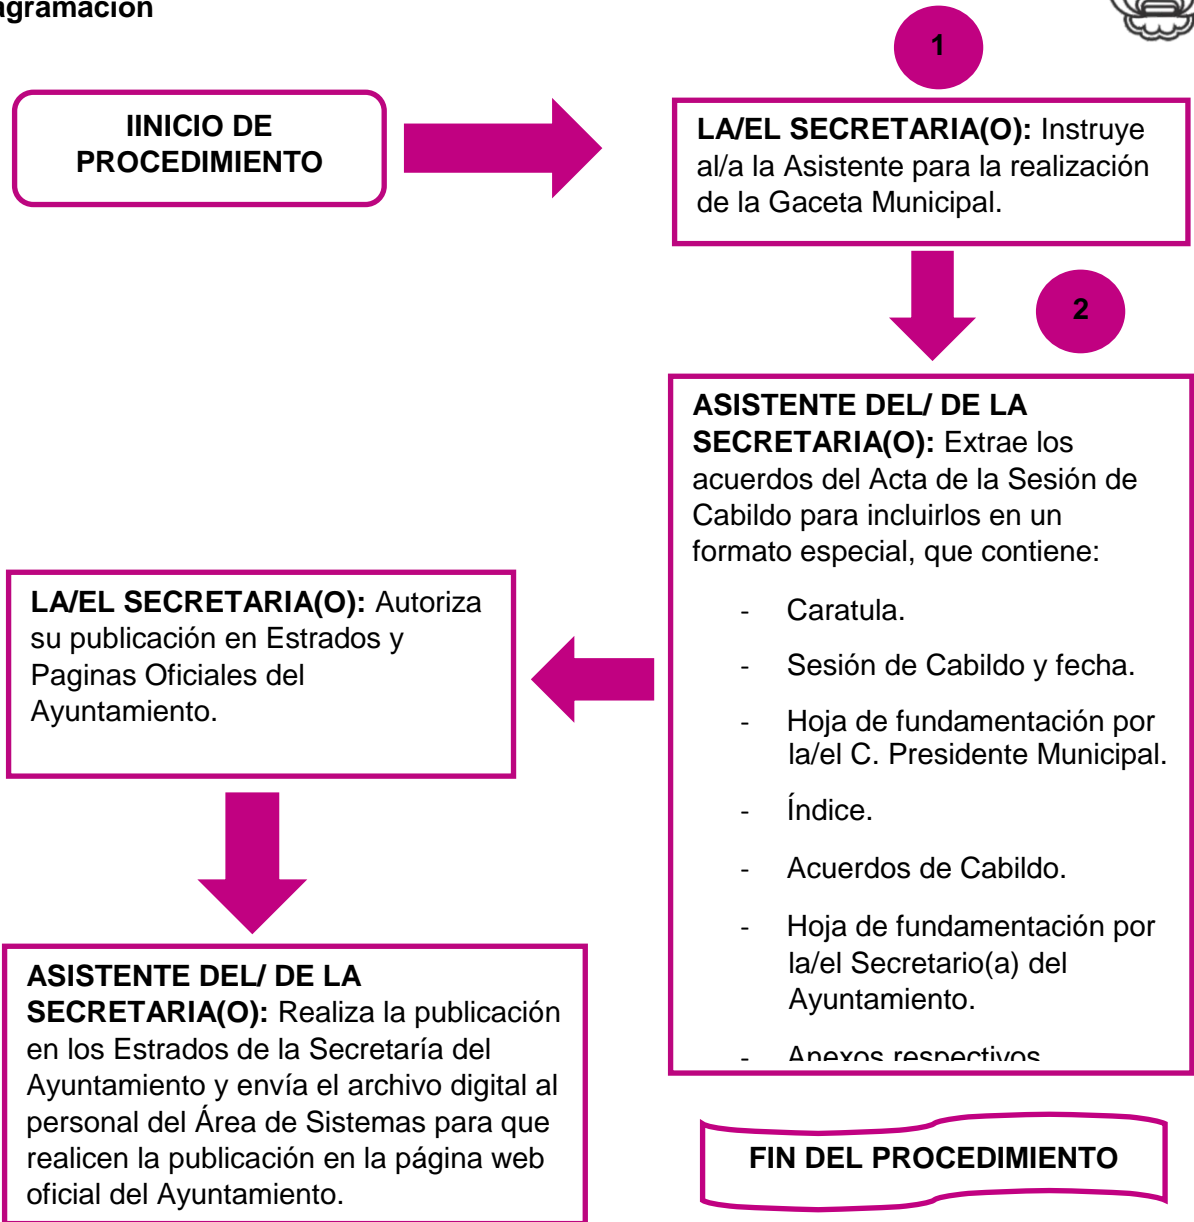 agramación
1
IINICIO DE
PROCEDIMIENTO
LA/EL SECRETARIA(O): Instruye
al/a la Asistente para la realización
de la Gaceta Municipal.
2
ASISTENTE DEL/ DE LA
SECRETARIA(O): Extrae los
acuerdos del Acta de la Sesión de
Cabildo para incluirlos en un
formato especial, que contiene:
- Caratula.
- Sesión de Cabildo y fecha.
- Hoja de fundamentación por
la/el C. Presidente Municipal.
- Índice.
- Acuerdos de Cabildo.
- Hoja de fundamentación por
la/el Secretario(a) del
Ayuntamiento.
- Anexos respectivos
LA/EL SECRETARIA(O): Autoriza
su publicación en Estrados y
Paginas Oficiales del
Ayuntamiento.
ASISTENTE DEL/ DE LA
SECRETARIA(O): Realiza la publicación
en los Estrados de la Secretaría del
Ayuntamiento y envía el archivo digital al
personal del Área de Sistemas para que
realicen la publicación en la página web
oficial del Ayuntamiento.
FIN DEL PROCEDIMIENTO